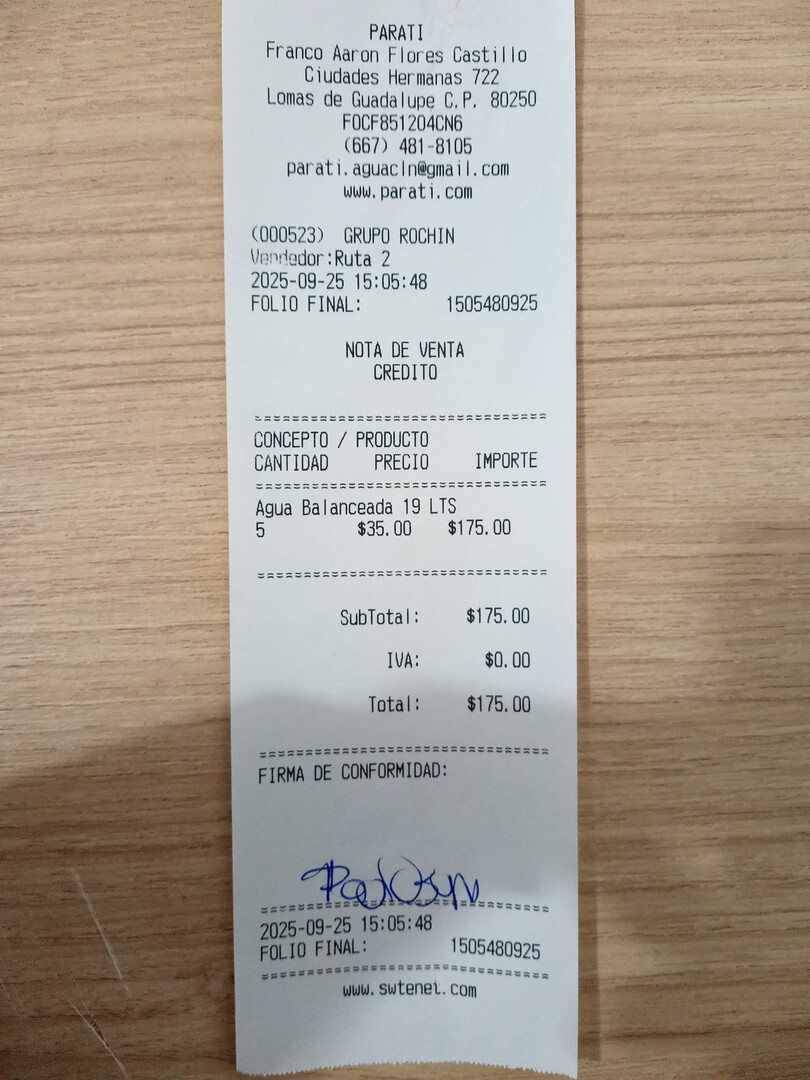 PARATI
Franco Aaron Flores Castillo
Ciudades Hermanas 722
Lomas de Guadalupe C.P. 80250
FOCF851204CN6
(667) 481-8105
parati.aguacln@gmail.com
www.parati.com
(000523) GRUPO ROCHIN
Vendedor:Ruta 2
2025-09-25 15:05:48
FOLIO FINAL: 1505480925
NOTA DE VENTA
CREDITO
CONCEPTO / PRODUCTO
CANTIDAD PRECIO IMPORTE
Agua Balanceada 19 LTS
5 $35.00 $175.00
SubTotal: $175.00
IVA: $0.00
Total: $175.00
FIRMA DE CONFORMIDAD:
2025-09-25 15:05:48
FOLIO FINAL: 1505480925
www.swtenet.com